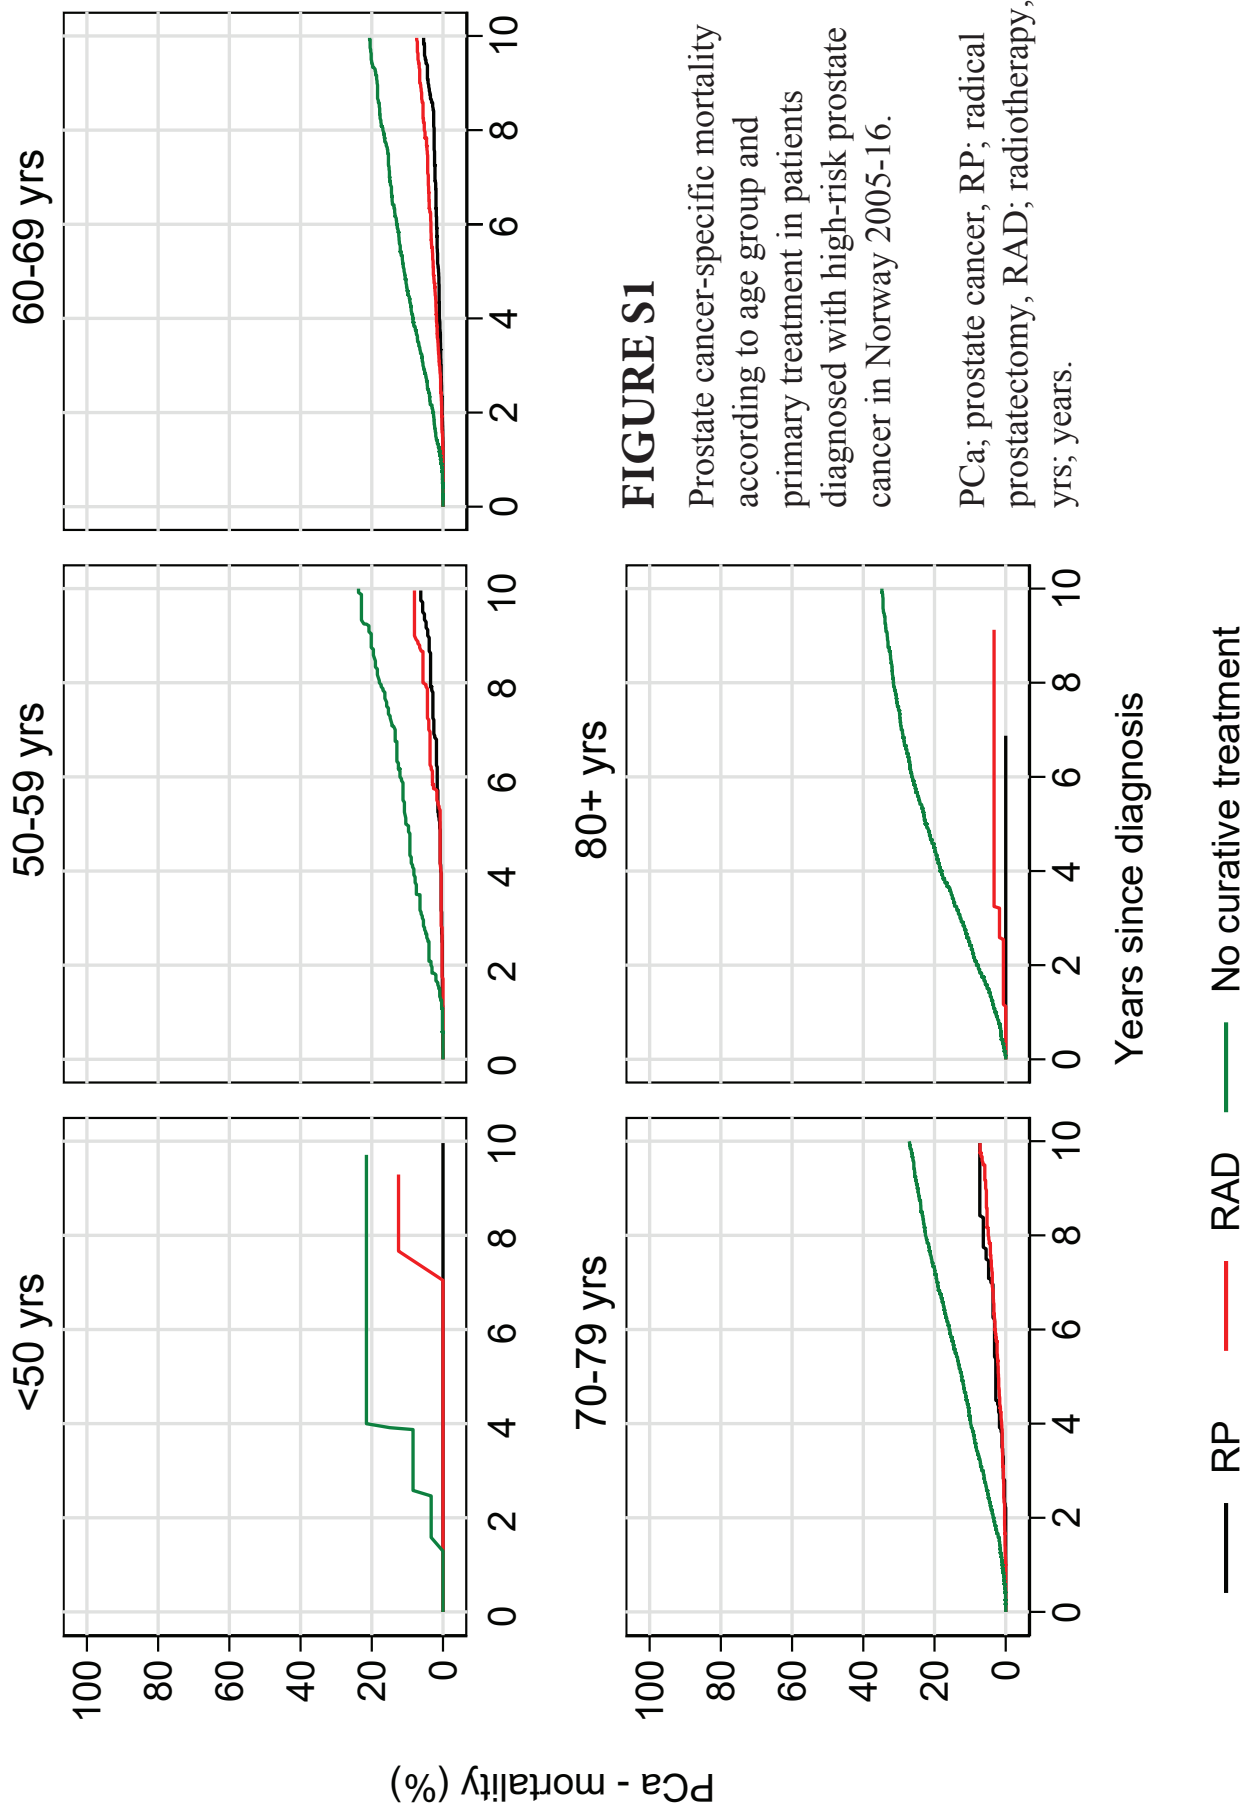 PCa - mortality (%)
<50 yrs
50-59 yrs
60-69 yrs
100
80
60
40
20
0
0 2 4 6 8 10
0 2 4 6 8 10
0 2 4 6 8 10
70-79 yrs
80+ yrs
100
80
60
40
20
0
0 2 4 6 8 10
0 2 4 6 8 10
Years since diagnosis
RP RAD No curative treatment
FIGURE S1
Prostate cancer-specific mortality
according to age group and
primary treatment in patients
diagnosed with high-risk prostate
cancer in Norway 2005-16.
PCa; prostate cancer, RP; radical
prostatectomy, RAD; radiotherapy,
yrs; years.